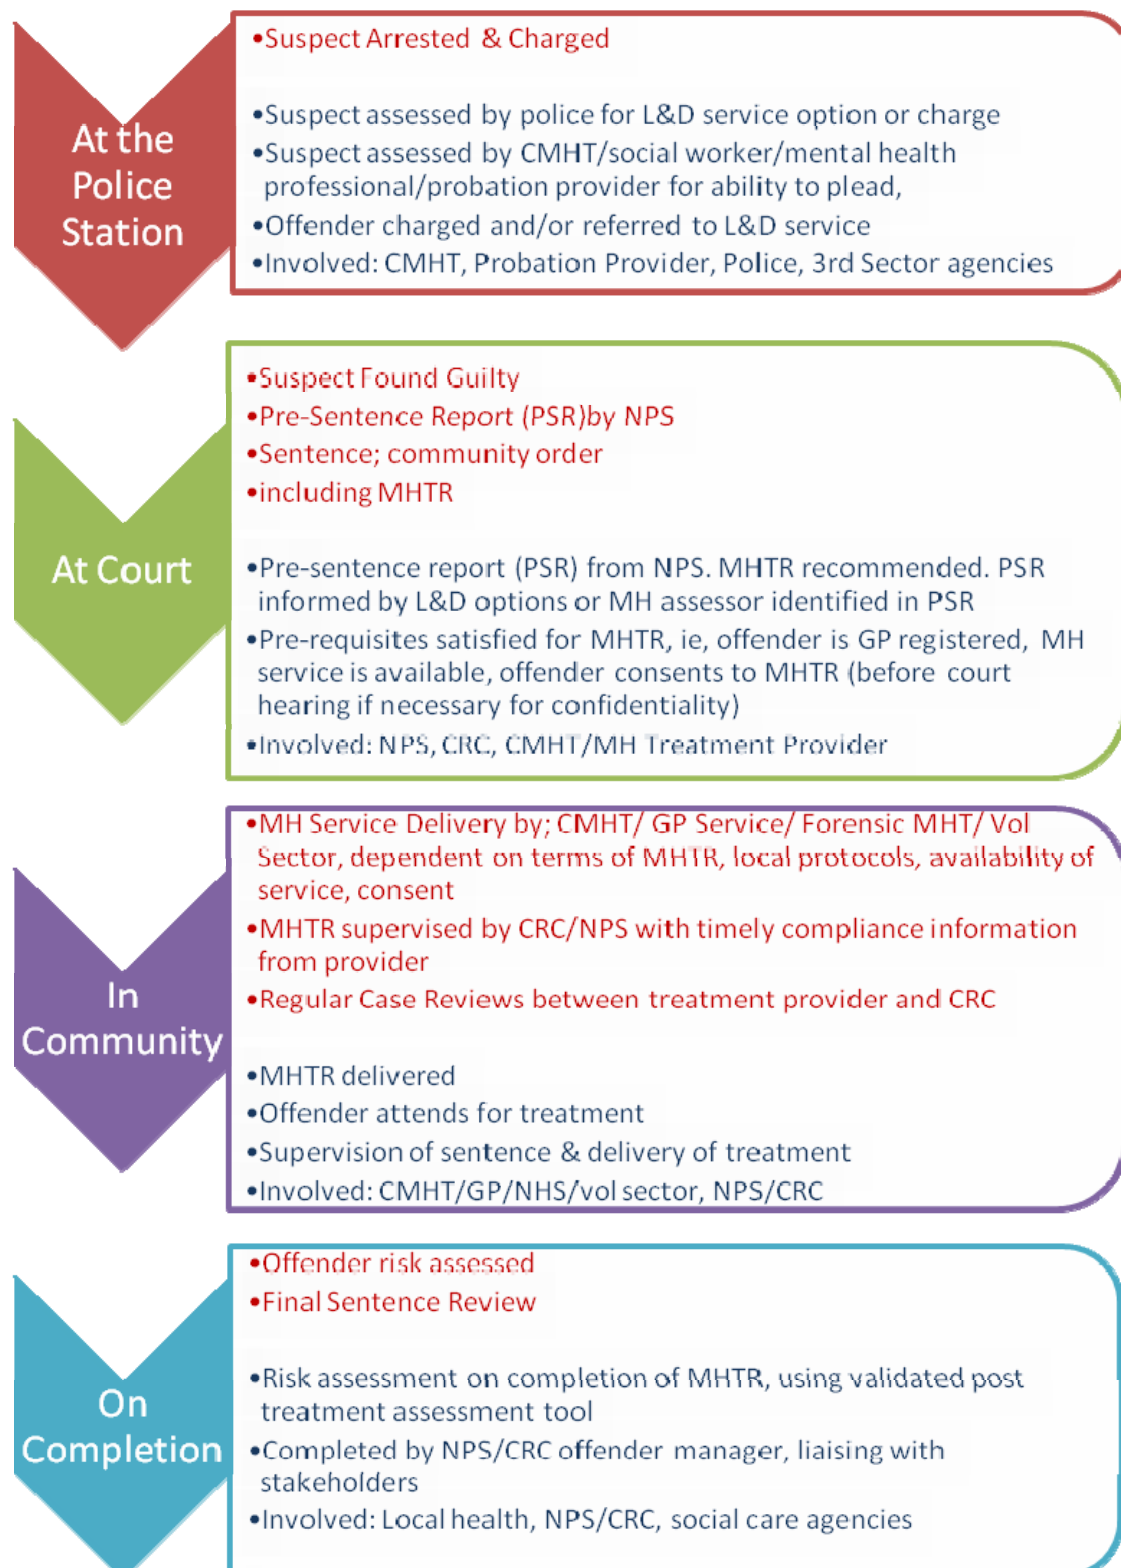 At the
Police
Station
•Suspect Arrested & Charged
•Suspect assessed by police for L&D service option or charge
•Suspect assessed by CMHT/social worker/mental health
professional/probation provider for ability to plead,
•Offender charged and/or referred to L&D service
•Involved: CMHT, Probation Provider, Police, 3rd Sector agencies
At Court
•Suspect Found Guilty
•Pre-Sentence Report (PSR)by NPS
•Sentence; community order
•including MHTR
•Pre-sentence report (PSR) from NPS. MHTR recommended. PSR
informed by L&D options or MH assessor identified in PSR
•Pre-requisites satisfied for MHTR, ie, offender is GP registered, MH
service is available, offender consents to MHTR (before court
hearing if necessary for confidentiality)
•Involved: NPS, CRC, CMHT/MH Treatment Provider
In
Community
•MH Service Delivery by; CMHT/ GP Service/ Forensic MHT/ Vol
Sector, dependent on terms of MHTR, local protocols, availability of
service, consent
•MHTR supervised by CRC/NPS with timely compliance information
from provider
•Regular Case Reviews between treatment provider and CRC
•MHTR delivered
•Offender attends for treatment
•Supervision of sentence & delivery of treatment
•Involved: CMHT/GP/NHS/vol sector, NPS/CRC
On
Completion
•Offender risk assessed
•Final Sentence Review
•Risk assessment on completion of MHTR, using validated post
treatment assessment tool
•Completed by NPS/CRC offender manager, liaising with
stakeholders
•Involved: Local health, NPS/CRC, social care agencies